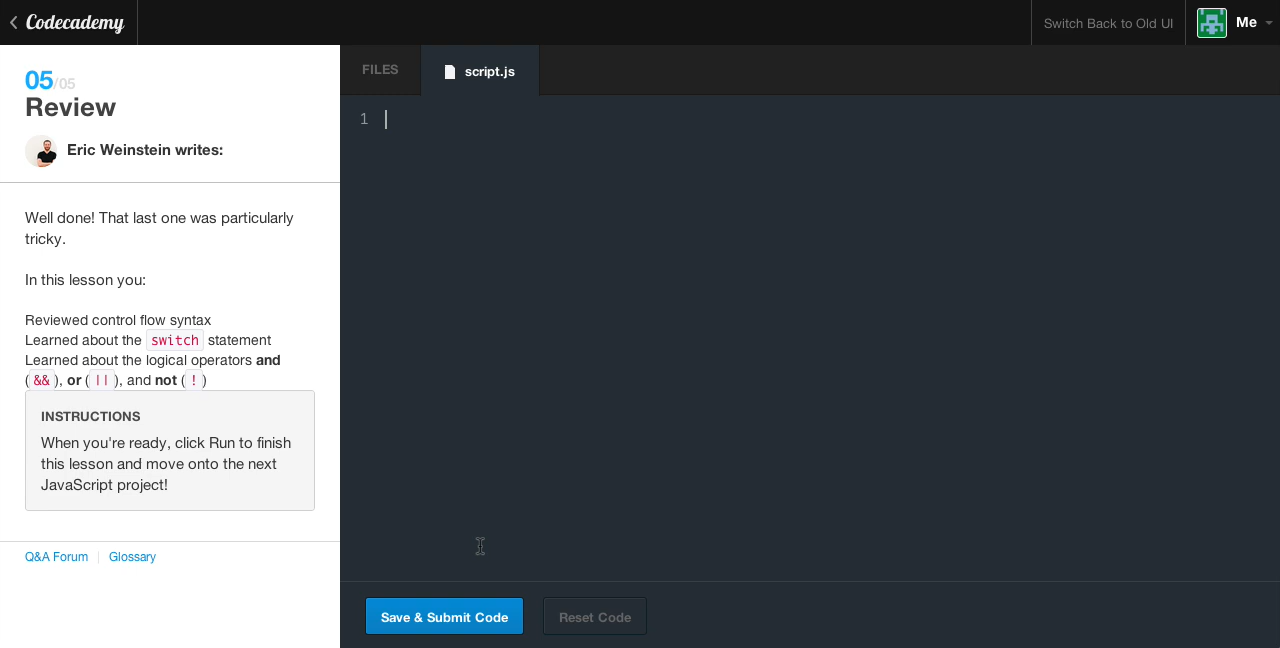 Codecademy
Switch Back to Old UI
Me
05/05
Review
Eric Weinstein writes:
Well done! That last one was particularly
tricky.
In this lesson you:
Reviewed control flow syntax
Learned about the switch statement
Learned about the logical operators and
(&&), or (||), and not (!)
INSTRUCTIONS
When you're ready, click Run to finish
this lesson and move onto the next
JavaScript project!
Q&A Forum | Glossary
FILES
script.js
1
Save & Submit Code
Reset Code